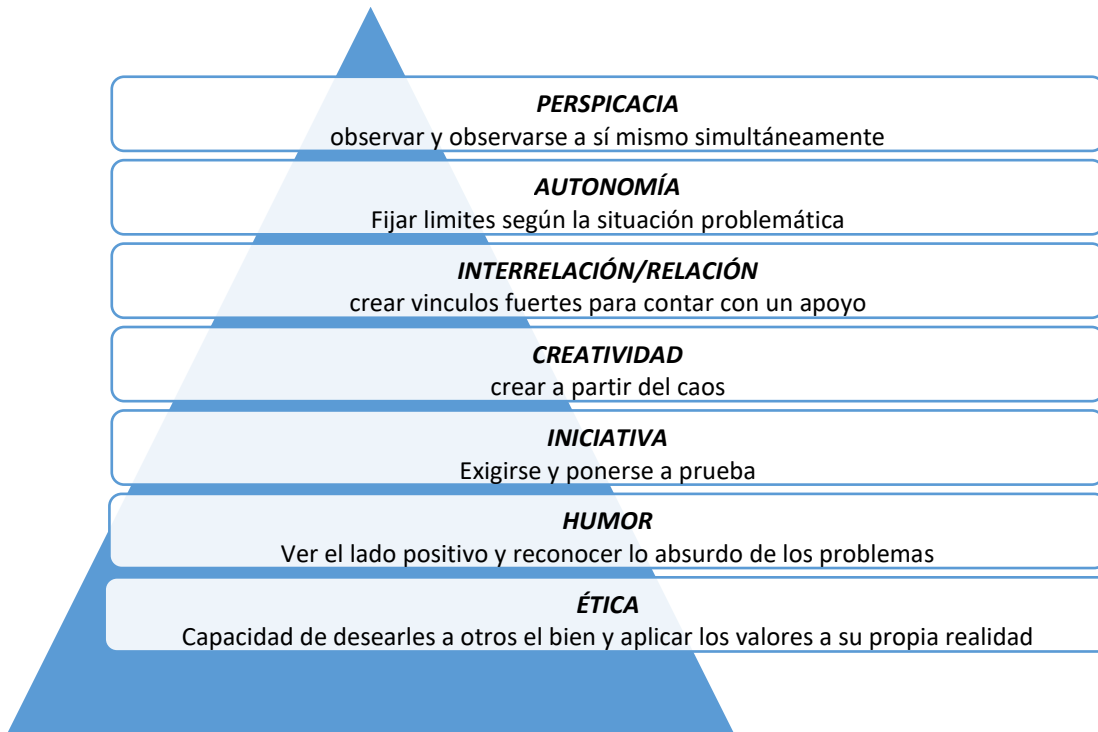 PERSPICACIA
observar y observarse a sí mismo simultáneamente
AUTONOMÍA
Fijar limites según la situación problemática
INTERRELACIÓN/RELACIÓN
crear vinculos fuertes para contar con un apoyo
CREATIVIDAD
crear a partir del caos
INICIATIVA
Exigirse y ponerse a prueba
HUMOR
Ver el lado positivo y reconocer lo absurdo de los problemas
ÉTICA
Capacidad de desearles a otros el bien y aplicar los valores a su propia realidad